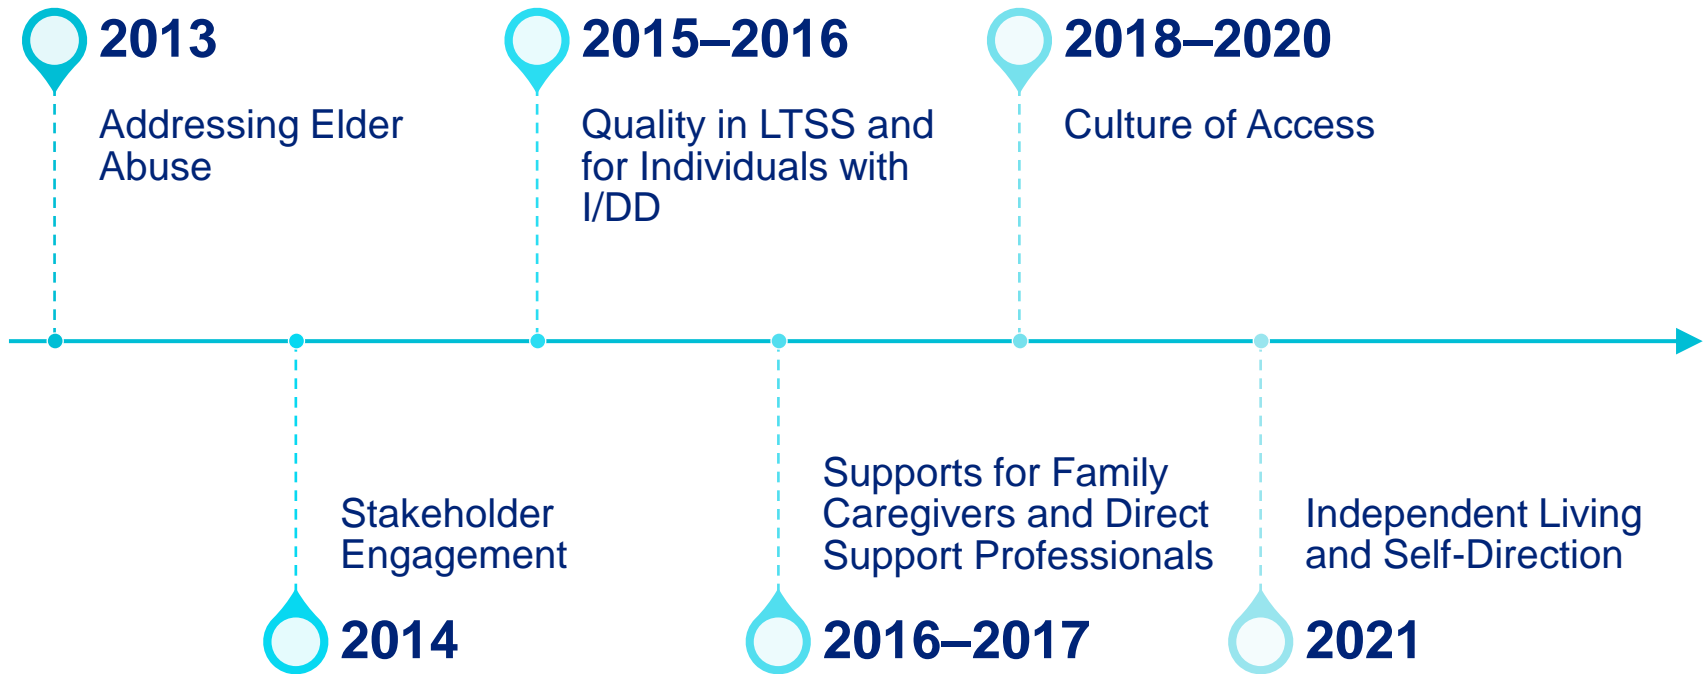 2013
Addressing Elder
Abuse
2014
Stakeholder
Engagement
2015–2016
Quality in LTSS and
for Individuals with
I/DD
2016–2017
Supports for Family
Caregivers and Direct
Support Professionals
2018–2020
Culture of Access
2021
Independent Living
and Self-Direction